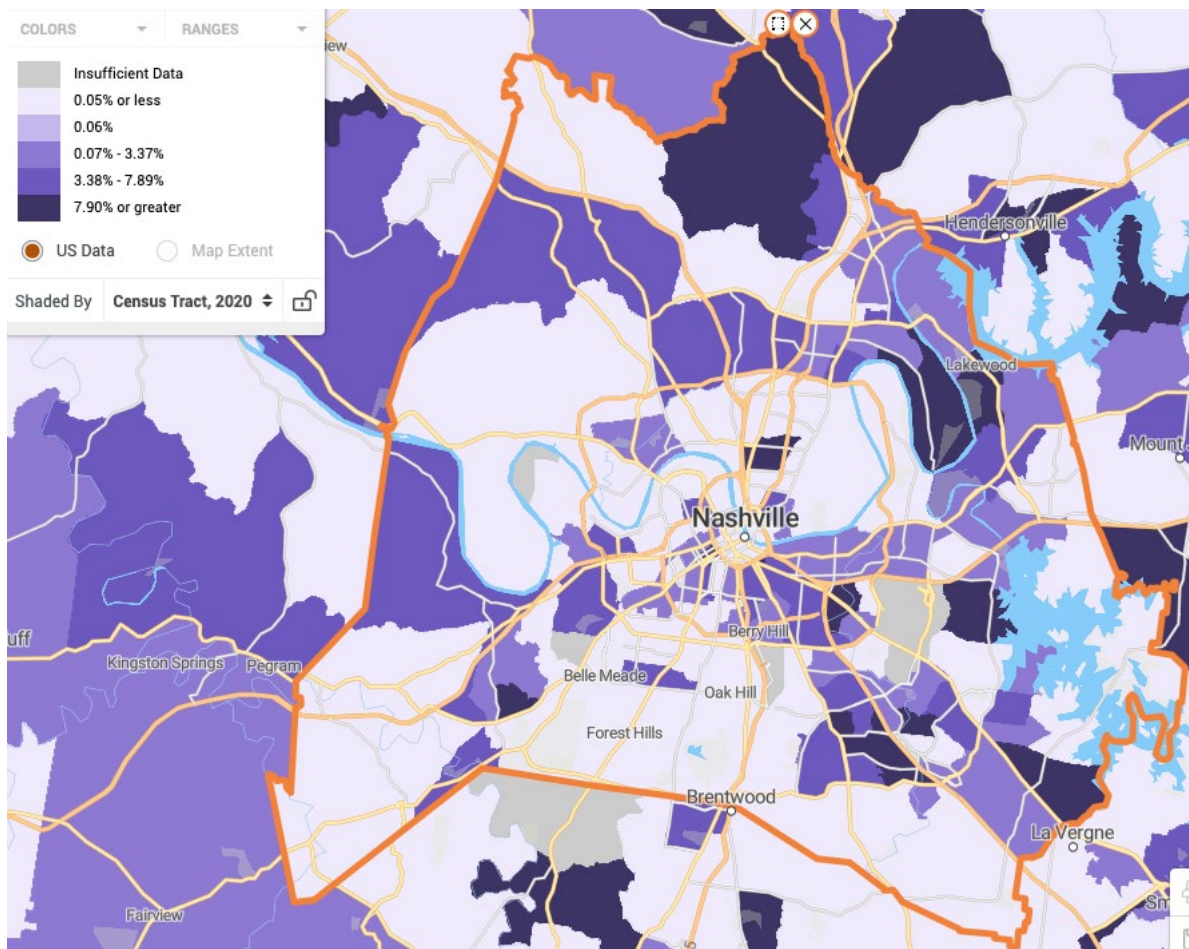 COLORS
RANGES
Insufficient Data
0.05% or less
0.06%
0.07% - 3.37%
3.38% - 7.89%
7.90% or greater
US Data
Map Extent
Shaded By
Census Tract, 2020
Hendersonville
Lakewood
Mount
Nashville
Berry Hill
Kingston Springs
Pegram
Belle Meade
Oak Hill
Forest Hills
Brentwood
La Vergne
Fairview